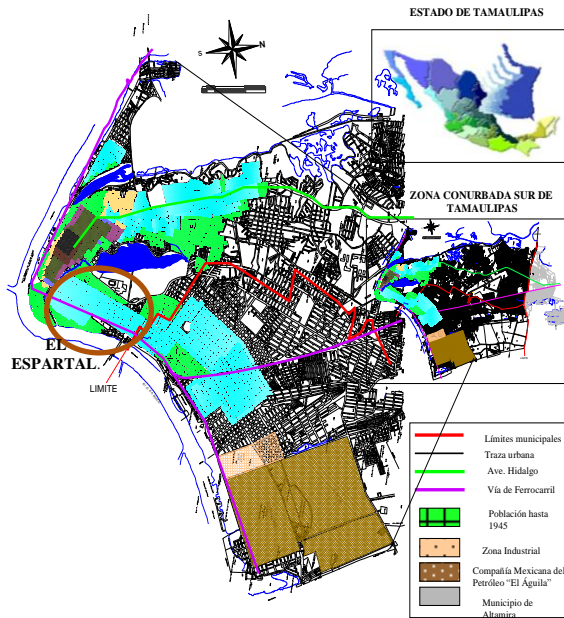 ESTADO DE TAMAULIPAS
S
N
ZONA CONURBADA SUR DE
TAMAULIPAS
EL
ESPARTAL
LIMITE
Límites municipales
Traza urbana
Ave. Hidalgo
Vía de Ferrocarril
Población hasta
1945
Zona Industrial
Compañía Mexicana del
Petróleo “El Águila”
Municipio de
Altamira